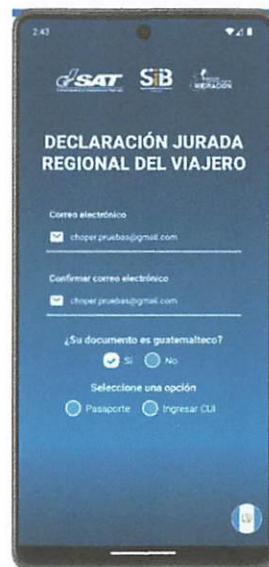 2:43
SAT SIB MIGRACIÓN
DECLARACIÓN JURADA
REGIONAL DEL VIAJERO
Correo electrónico
choper.pruebas@gmail.com
Confirmar correo electrónico
choper.pruebas@gmail.com
¿Su documento es guatemalteco?
Sí No
Seleccione una opción
Pasaporte Ingresar CUI